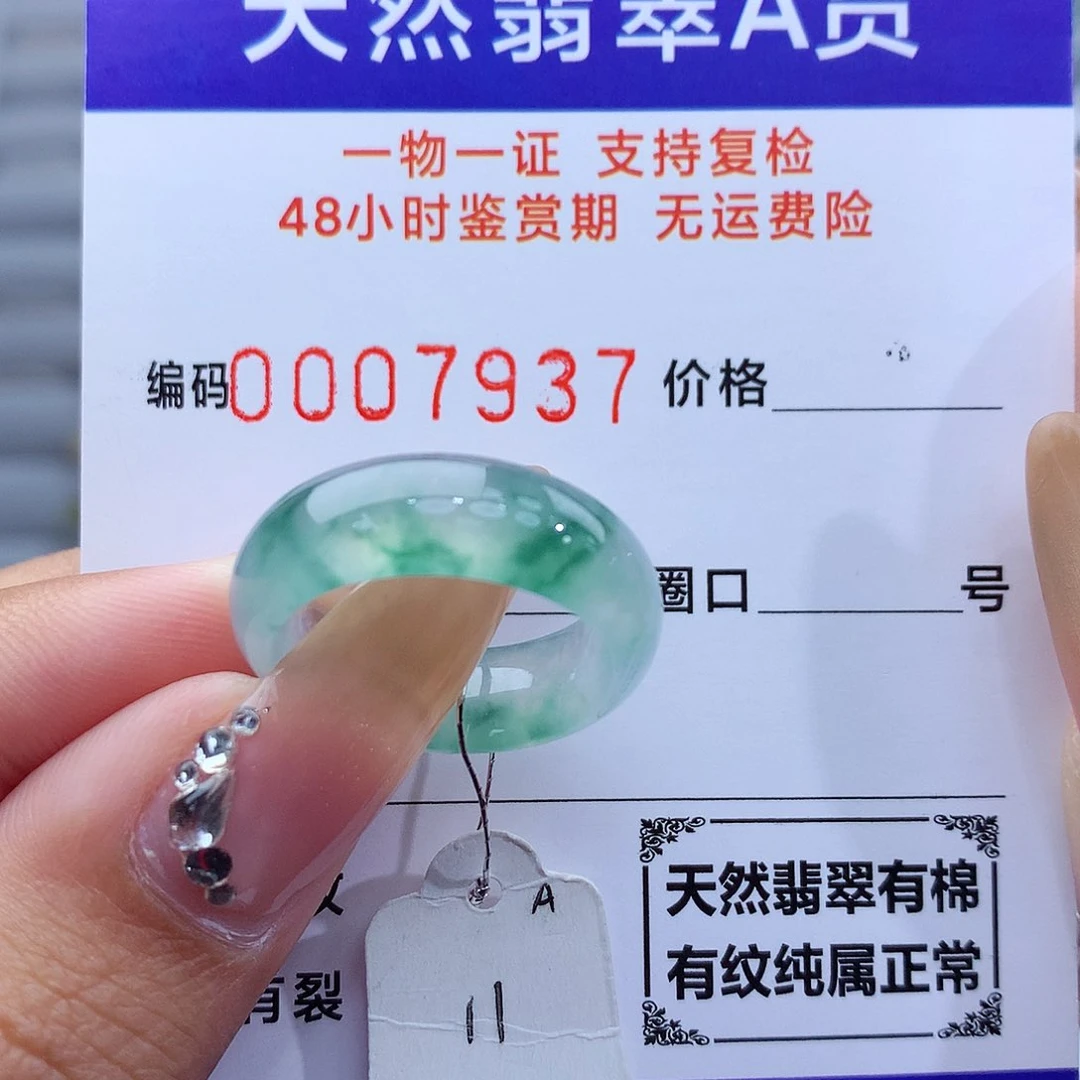 天然翡翠A货
一物一证 支持复检
48小时鉴赏期 无运费险
编码0007937 价格
圈口 号
有裂
A
11
天然翡翠有棉
有纹纯属正常